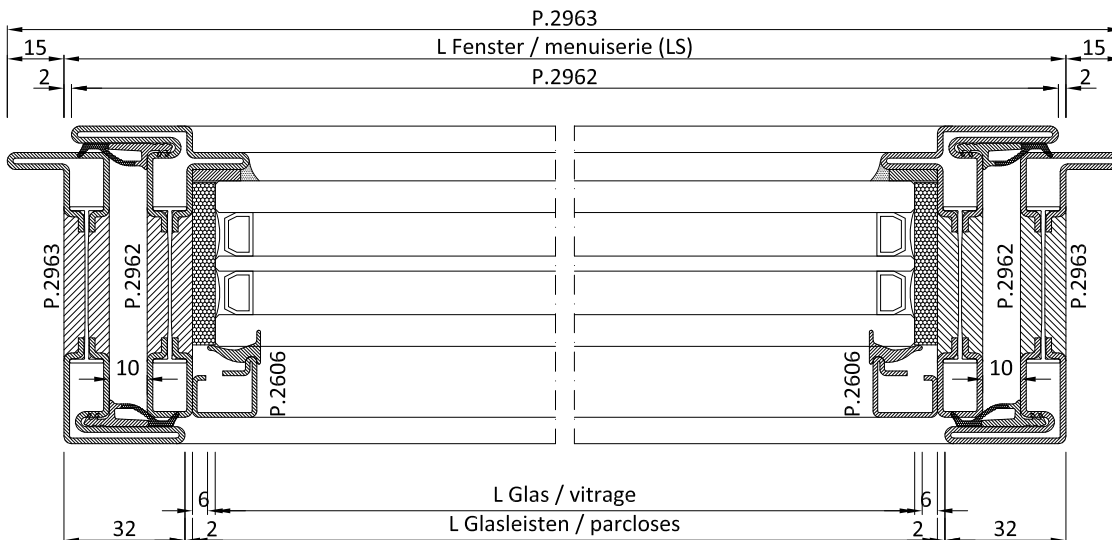 P.2963
15 L Fenster / menuiserie (LS) 15
2 P.2962 2
P.2963 P.2962 P.2962 P.2963
10 P.2606 P.2606 10
6 L Glas / vitrage 6
32 2 L Glasleisten / parcloses 2 32